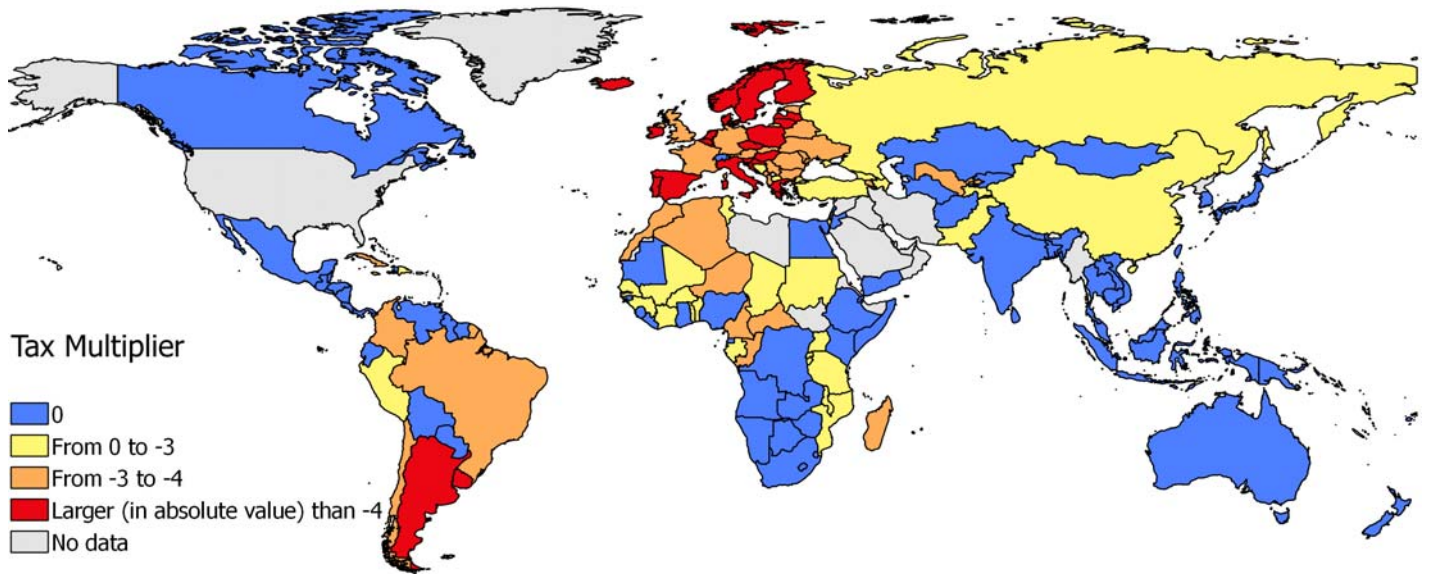 Tax Multiplier
0
From 0 to -3
From -3 to -4
Larger (in absolute value) than -4
No data